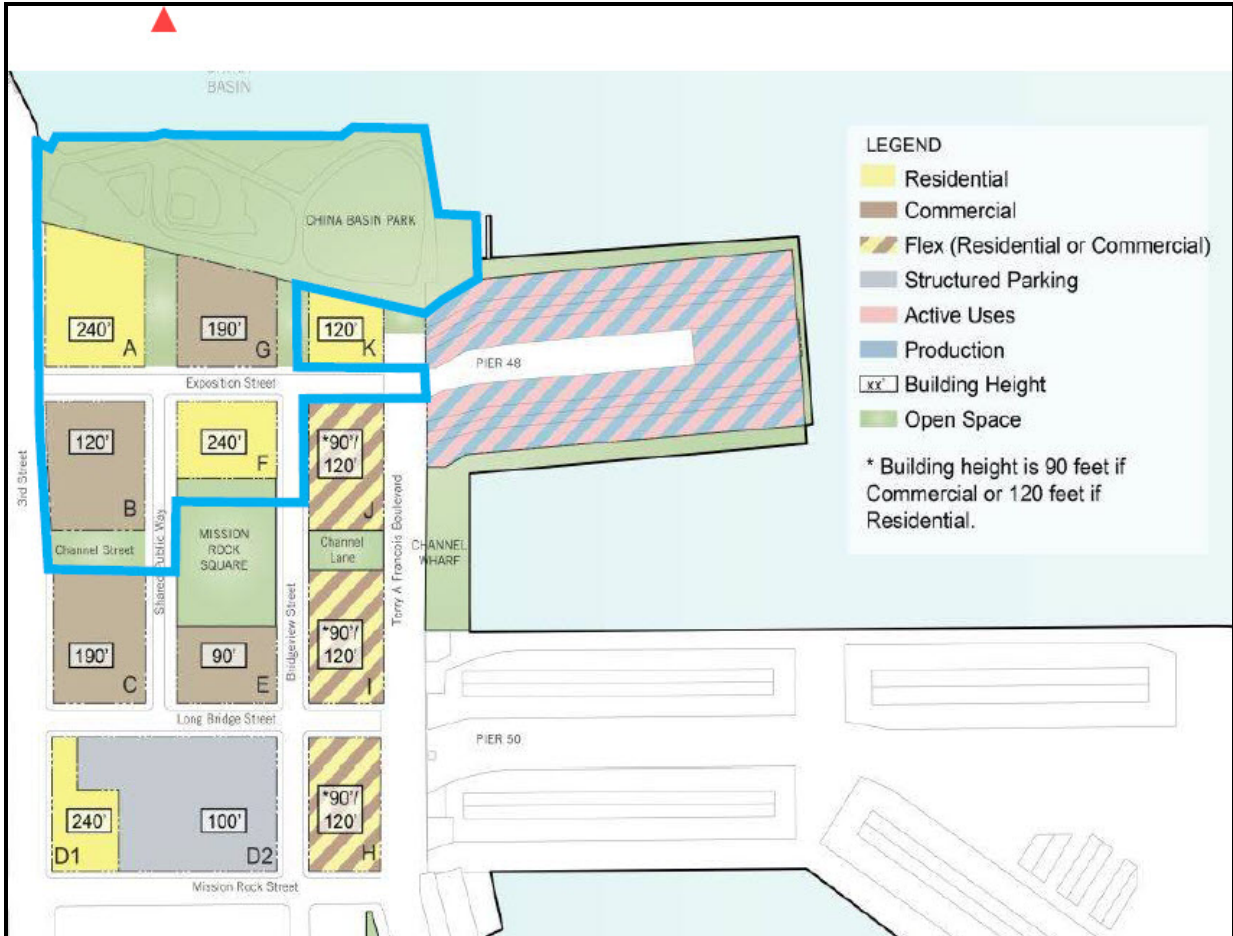 BASIN
CHINA BASIN PARK
240'
A
190'
G
120'
K
Exposition Street
PIER 48
120'
B
240'
F
*90'/
120'
J
3rd Street
Channel Street
Shared Public Way
MISSION
ROCK
SQUARE
Bridgeview Street
Channel
Lane
Terry A Francois Boulevard
CHANNEL
WHARF
190'
C
90'
E
*90'/
120'
I
Long Bridge Street
PIER 50
240'
D1
100'
D2
*90'/
120'
H
Mission Rock Street
LEGEND
Residential
Commercial
Flex (Residential or Commercial)
Structured Parking
Active Uses
Production
xx' Building Height
Open Space
* Building height is 90 feet if
Commercial or 120 feet if
Residential.